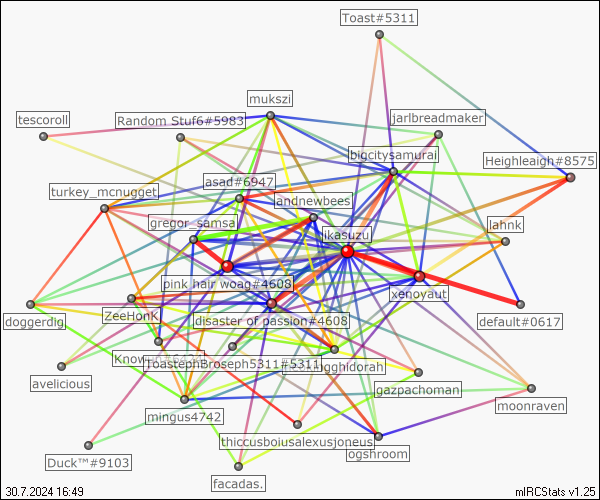 Toast#5311
mukszi
tescoroll
Random Stuf6#5983
jarlbreadmaker
bigcitysamurai
Heighleaigh#8575
asad#6947
turkey_mcnugget
andnewbees
gregor_samsa
ikasuzu
lahnk
pink hair woag#4608
xenoyaut
doggerdig
ZeeHonK
disaster of passion#4608
default#0617
ToastephBroseph5311#5311
avelicious
gazpachoman
moonraven
mingus4742
thiccusboiusalexusjoneus
ogshroom
Duck™#9103
facadas.
30.7.2024 16:49
mIRCStats v1.25